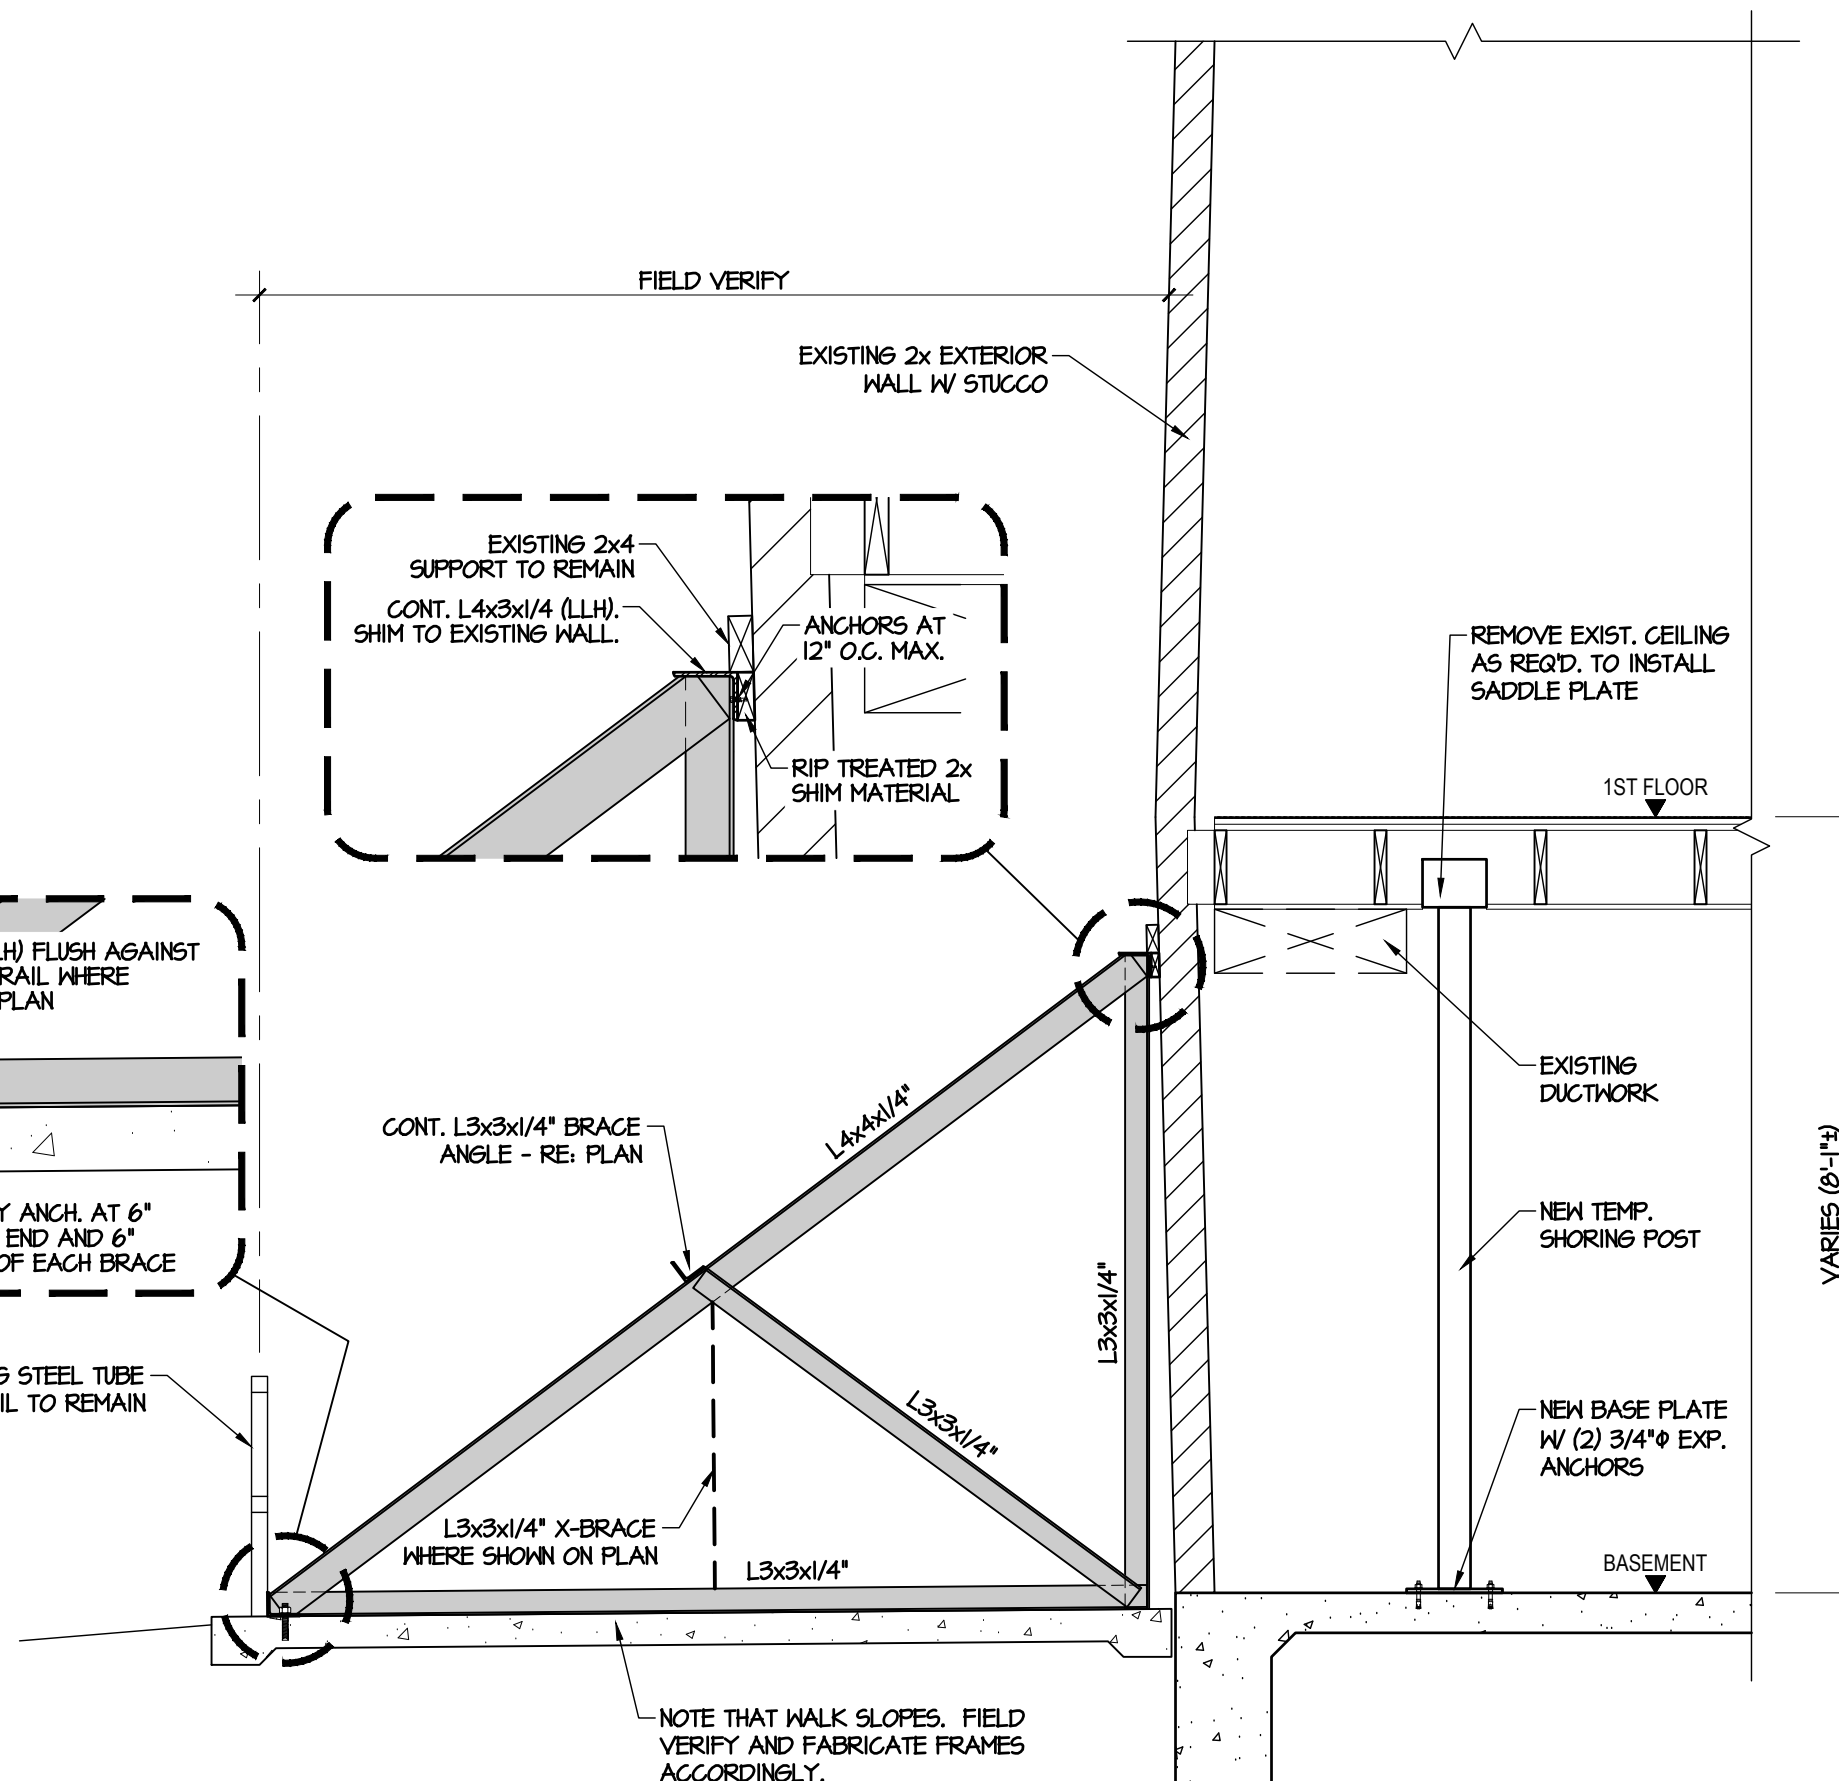 FIELD VERIFY
EXISTING 2x EXTERIOR
WALL W/ STUCCO
EXISTING 2x4
SUPPORT TO REMAIN
CONT. L4x3x1/4 (LLH).
SHIM TO EXISTING WALL.
ANCHORS AT
12" O.C. MAX.
RIP TREATED 2x
SHIM MATERIAL
REMOVE EXIST. CEILING
AS REQ'D. TO INSTALL
SADDLE PLATE
1ST FLOOR
LH) FLUSH AGAINST
RAIL WHERE
PLAN
Y ANCH. AT 6"
END AND 6"
OF EACH BRACE
CONT. L3x3x1/4" BRACE
ANGLE - RE: PLAN
L4x4x1/4"
L3x3x1/4"
L3x3x1/4"
EXISTING
DUCTWORK
NEW TEMP.
SHORING POST
VARIES (8'-1"±)
G STEEL TUBE
IL TO REMAIN
NEW BASE PLATE
W/ (2) 3/4"Φ EXP.
ANCHORS
L3x3x1/4" X-BRACE
WHERE SHOWN ON PLAN
L3x3x1/4"
BASEMENT
NOTE THAT WALK SLOPES. FIELD
VERIFY AND FABRICATE FRAMES
ACCORDINGLY.